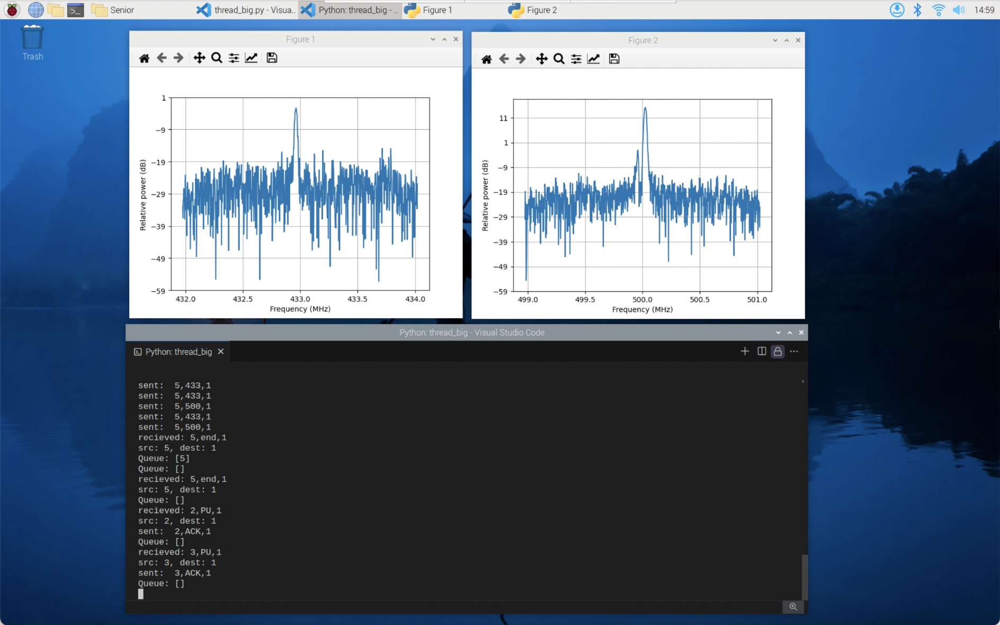 Senior
thread_big.py - Visua..
Python: thread_big - ..
Figure 1
Figure 2
14:59
Trash
Figure 1
1
−9
−19
−29
−39
−49
−59
Relative power (dB)
432.0 432.5 433.0 433.5 434.0
Frequency (MHz)
Figure 2
11
1
−9
−19
−29
−39
−49
−59
Relative power (dB)
499.0 499.5 500.0 500.5 501.0
Frequency (MHz)
Python: thread_big - Visual Studio Code
Python: thread_big
sent:  5,433,1
sent:  5,433,1
sent:  5,500,1
sent:  5,433,1
sent:  5,500,1
recieved: 5,end,1
src: 5, dest: 1
Queue: [5]
Queue: []
recieved: 5,end,1
src: 5, dest: 1
Queue: []
recieved: 2,PU,1
src: 2, dest: 1
sent:  2,ACK,1
Queue: []
recieved: 3,PU,1
src: 3, dest: 1
sent:  3,ACK,1
Queue: []